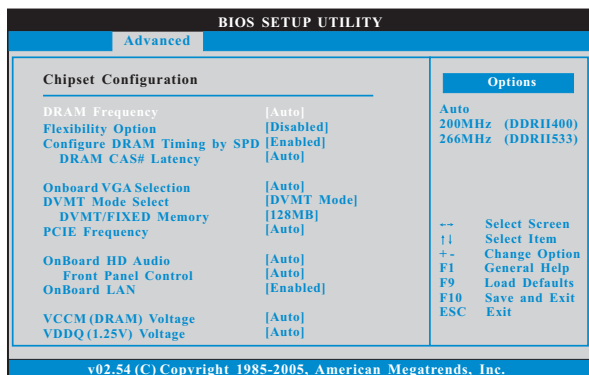 BIOS SETUP UTILITY
Advanced
Chipset Configuration
DRAM Frequency [Auto]
Flexibility Option [Disabled]
Configure DRAM Timing by SPD [Enabled]
DRAM CAS# Latency [Auto]
Onboard VGA Selection [Auto]
DVMT Mode Select [DVMT Mode]
DVMT/FIXED Memory [128MB]
PCIE Frequency [Auto]
OnBoard HD Audio [Auto]
Front Panel Control [Auto]
OnBoard LAN [Enabled]
VCCM (DRAM) Voltage [Auto]
VDDQ (1.25V) Voltage [Auto]
Options
Auto
200MHz (DDRII400)
266MHz (DDRII533)
←→ Select Screen
↑↓ Select Item
+ - Change Option
F1 General Help
F9 Load Defaults
F10 Save and Exit
ESC Exit
v02.54 (C) Copyright 1985-2005, American Megatrends, Inc.